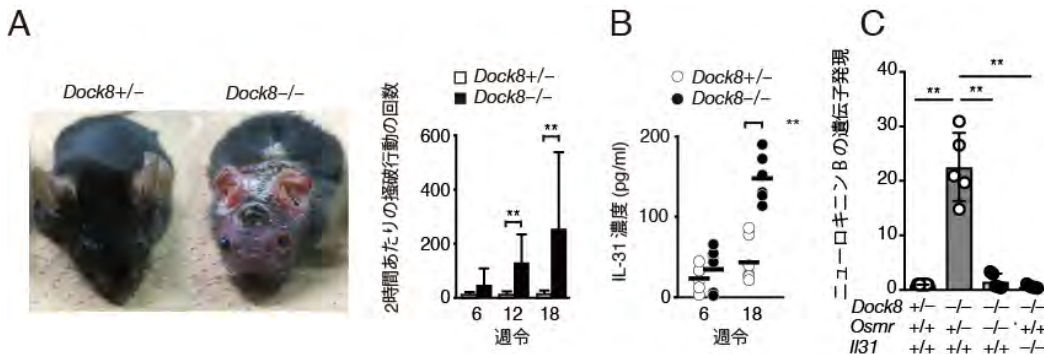 A
Dock8+/−
Dock8−/−
2時間あたりの掻破行動の回数
Dock8+/−
Dock8−/−
600
400
200
0
**
**
6
12
18
週令
B
Dock8+/−
Dock8−/−
IL-31 濃度 (pg/ml)
200
100
0
**
6
18
週令
C
ニューロキニンBの遺伝子発現
40
30
20
10
0
**
**
**
Dock8 +/− −/− −/− −/−
Osmr +/+ +/− −/− +/+
Il31 +/+ +/+ +/+ −/−